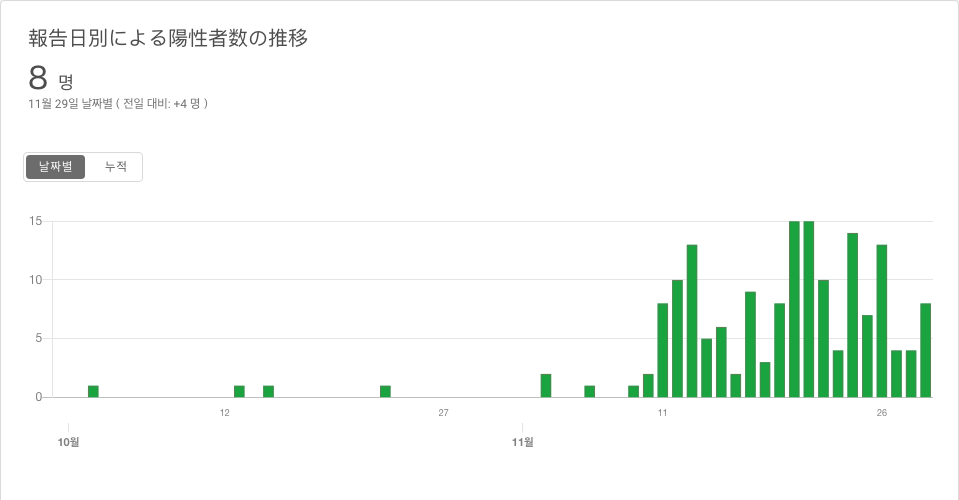 報告日別による陽性者数の推移
8 명
11월 29일 날짜별 ( 전일 대비: +4 명 )
날짜별 누적
15
10
5
0
12 27 11 26
10월 11월